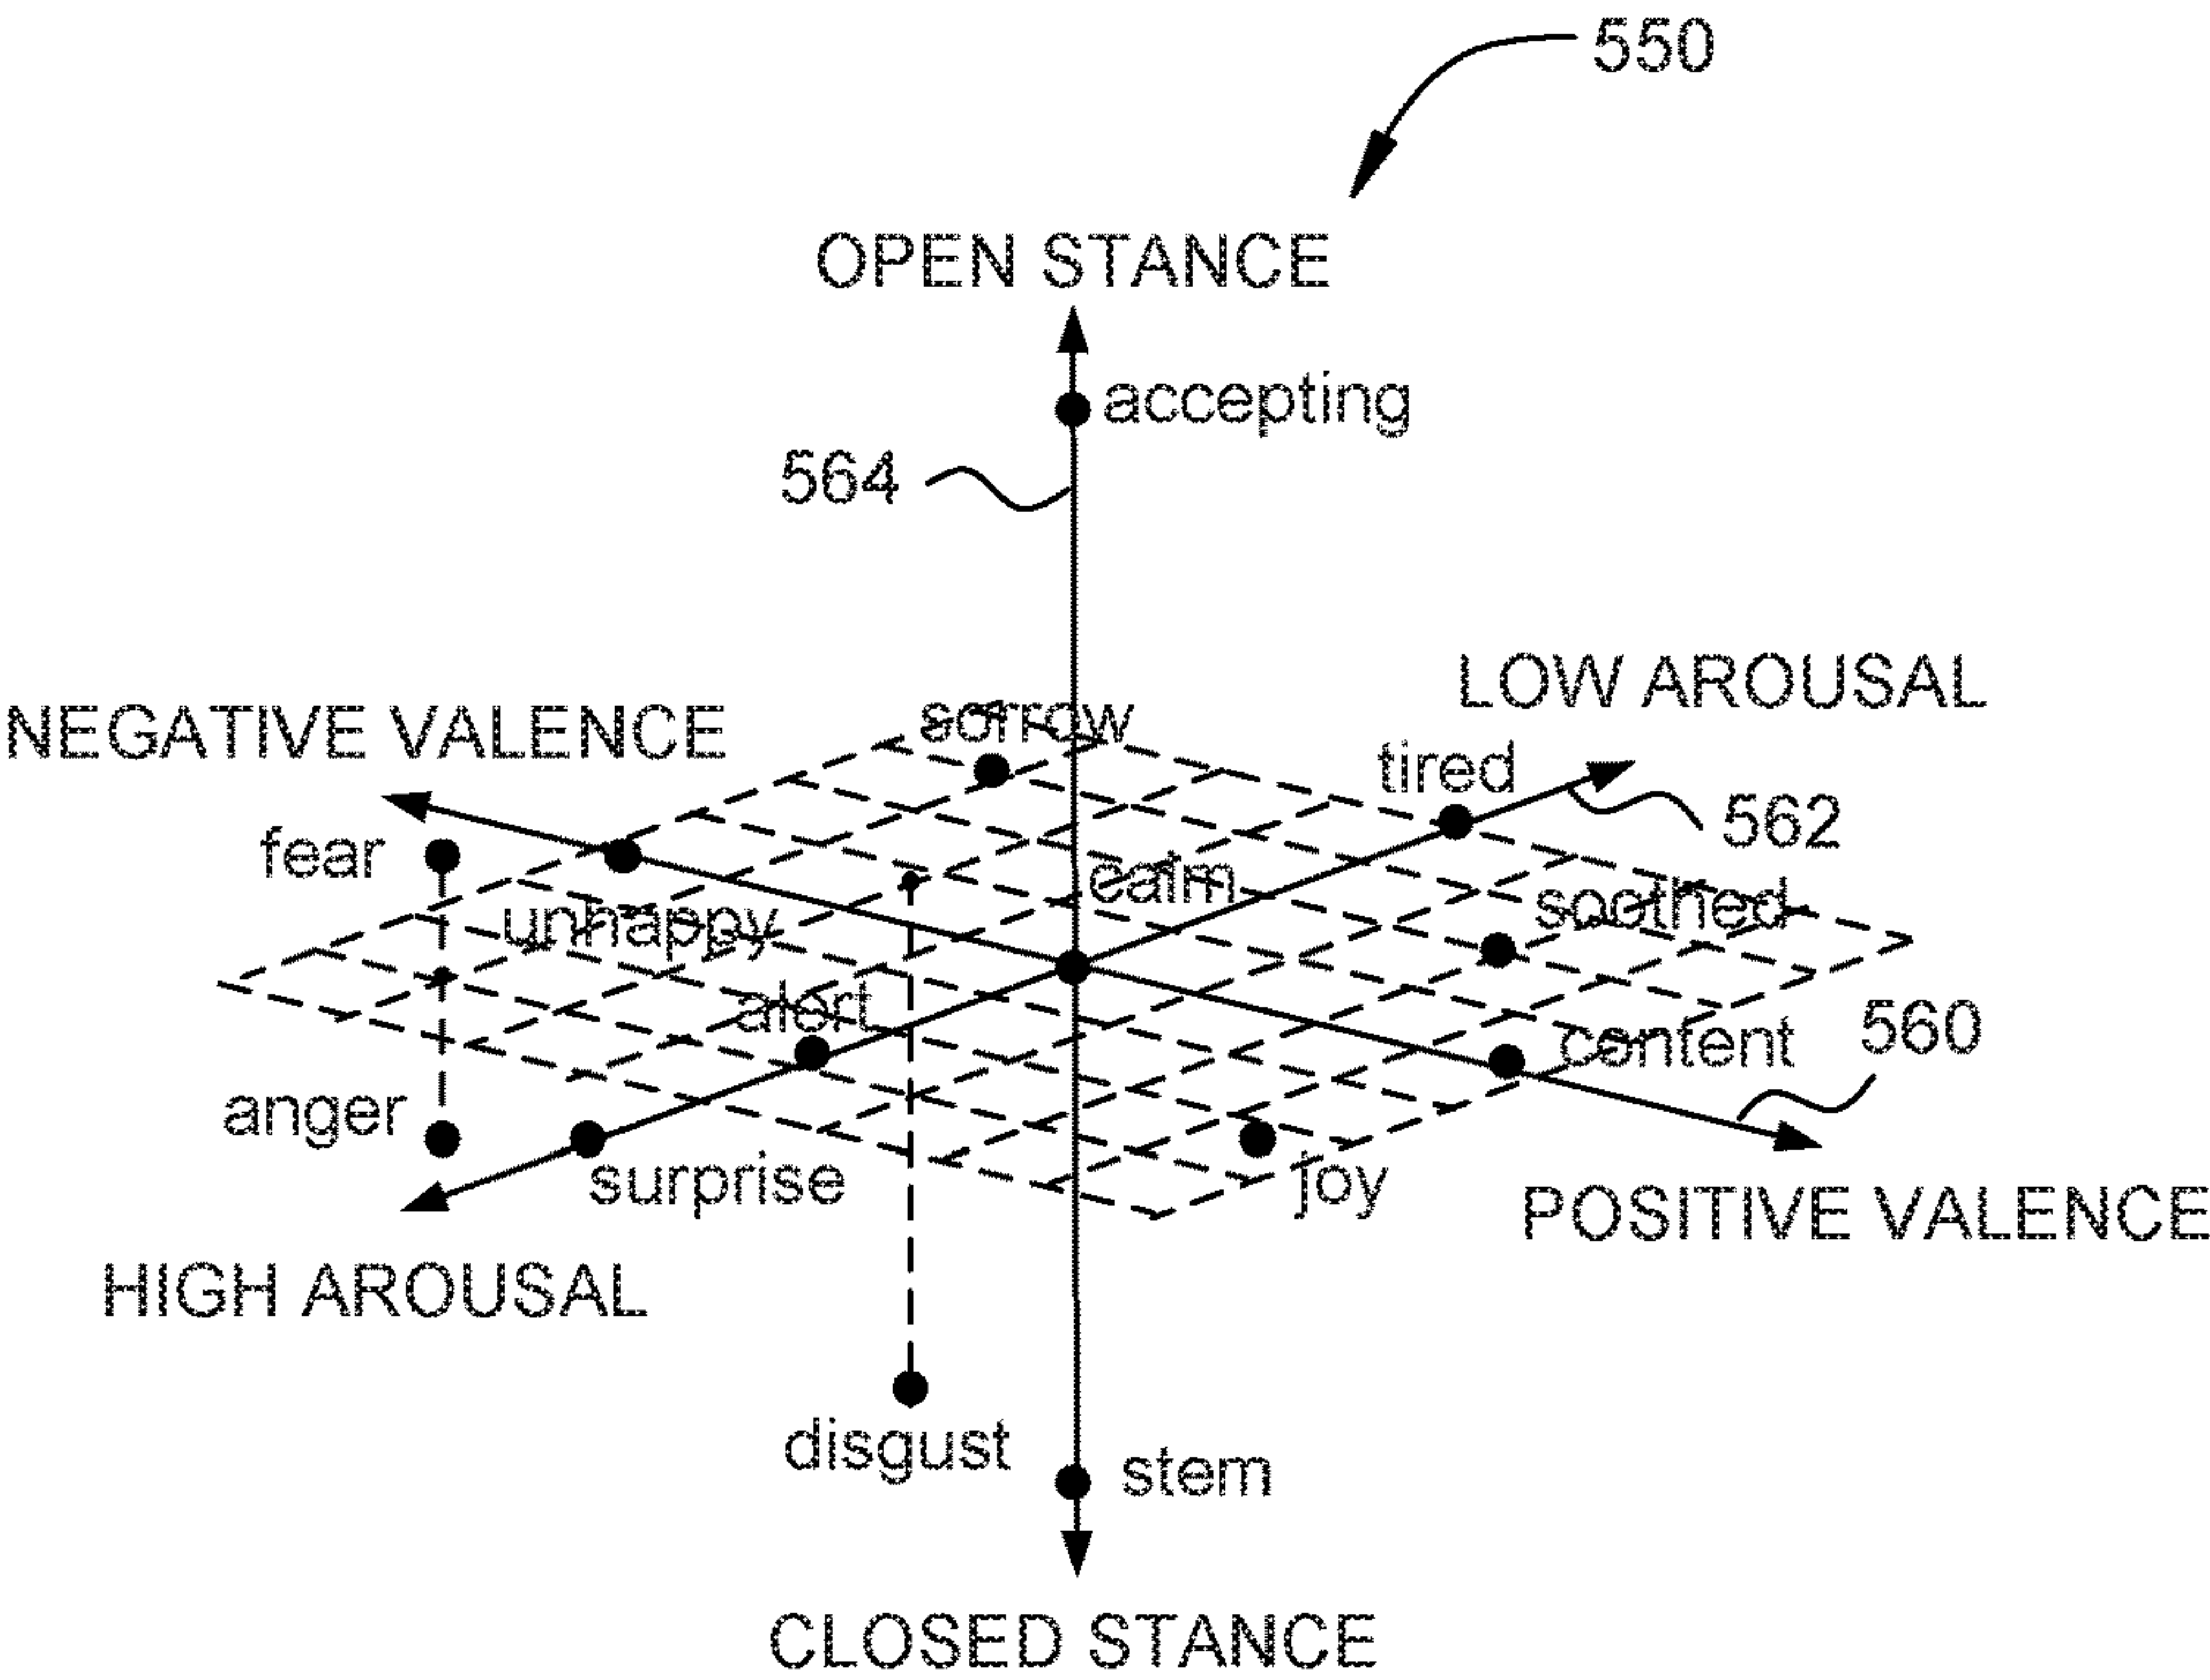 550
OPEN STANCE
accepting
564
LOW AROUSAL
NEGATIVE VALENCE
sorrow
tired
562
fear
calm
unhappy
soothed
alert
content
560
anger
surprise
joy
POSITIVE VALENCE
HIGH AROUSAL
disgust
stem
CLOSED STANCE